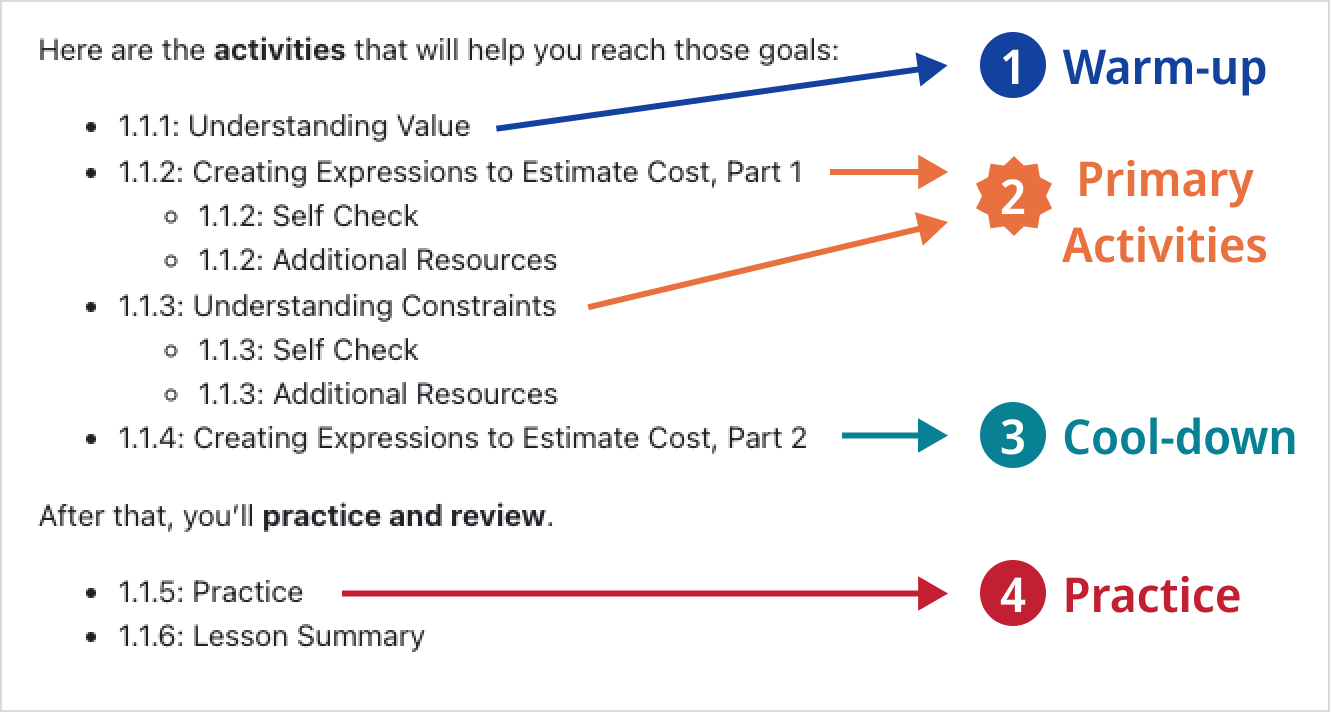 Here are the activities that will help you reach those goals:
1 Warm-up
1.1.1: Understanding Value
1.1.2: Creating Expressions to Estimate Cost, Part 1
2 Primary
Activities
1.1.2: Self Check
1.1.2: Additional Resources
1.1.3: Understanding Constraints
1.1.3: Self Check
1.1.3: Additional Resources
1.1.4: Creating Expressions to Estimate Cost, Part 2
3 Cool-down
After that, you’ll practice and review.
1.1.5: Practice
4 Practice
1.1.6: Lesson Summary